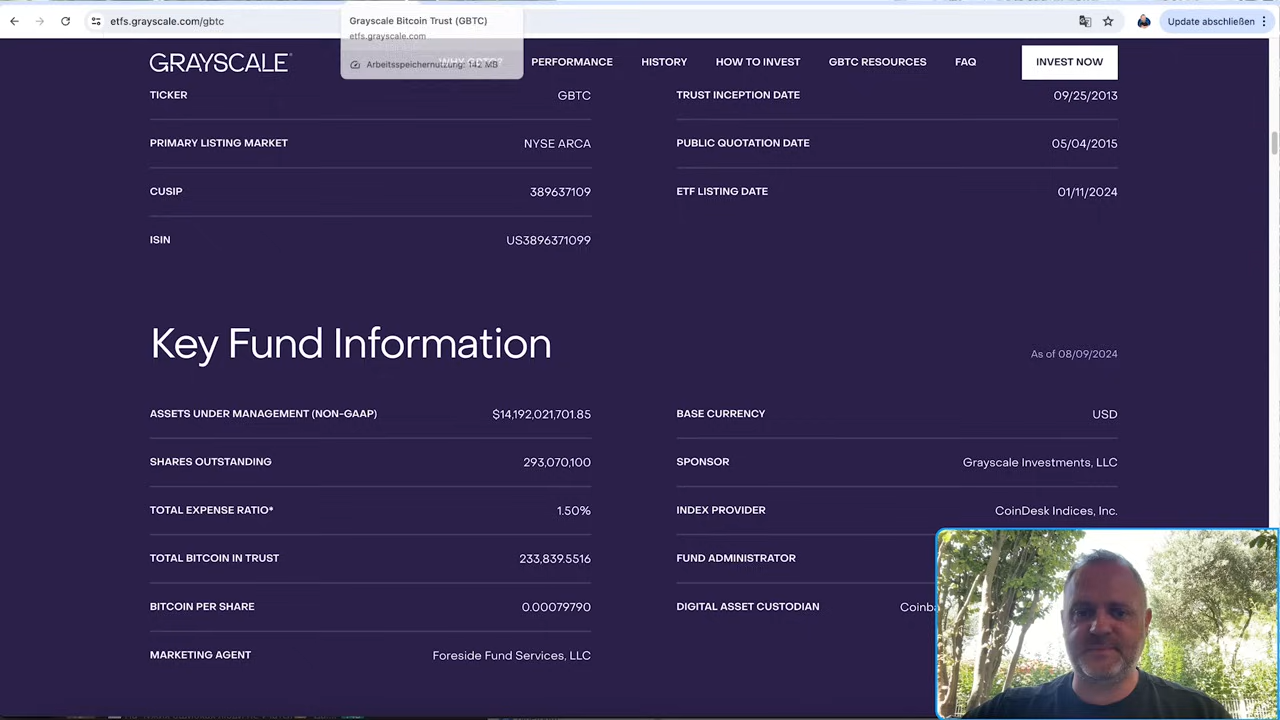 etfs.grayscale.com/gbtc
Update abschließen
Grayscale Bitcoin Trust (GBTC)
etfs.grayscale.com
Arbeitsspeichernutzung: 142 MB
GRAYSCALE
WHY GBTC?
PERFORMANCE
HISTORY
HOW TO INVEST
GBTC RESOURCES
FAQ
INVEST NOW
TICKER GBTC
PRIMARY LISTING MARKET NYSE ARCA
CUSIP 389637109
ISIN US3896371099
TRUST INCEPTION DATE 09/25/2013
PUBLIC QUOTATION DATE 05/04/2015
ETF LISTING DATE 01/11/2024
Key Fund Information
As of 08/09/2024
ASSETS UNDER MANAGEMENT (NON-GAAP) $14,192,021,701.85
SHARES OUTSTANDING 293,070,100
TOTAL EXPENSE RATIO* 1.50%
TOTAL BITCOIN IN TRUST 233,839.5516
BITCOIN PER SHARE 0.00079790
MARKETING AGENT Foreside Fund Services, LLC
BASE CURRENCY USD
SPONSOR Grayscale Investments, LLC
INDEX PROVIDER CoinDesk Indices, Inc.
FUND ADMINISTRATOR
DIGITAL ASSET CUSTODIAN